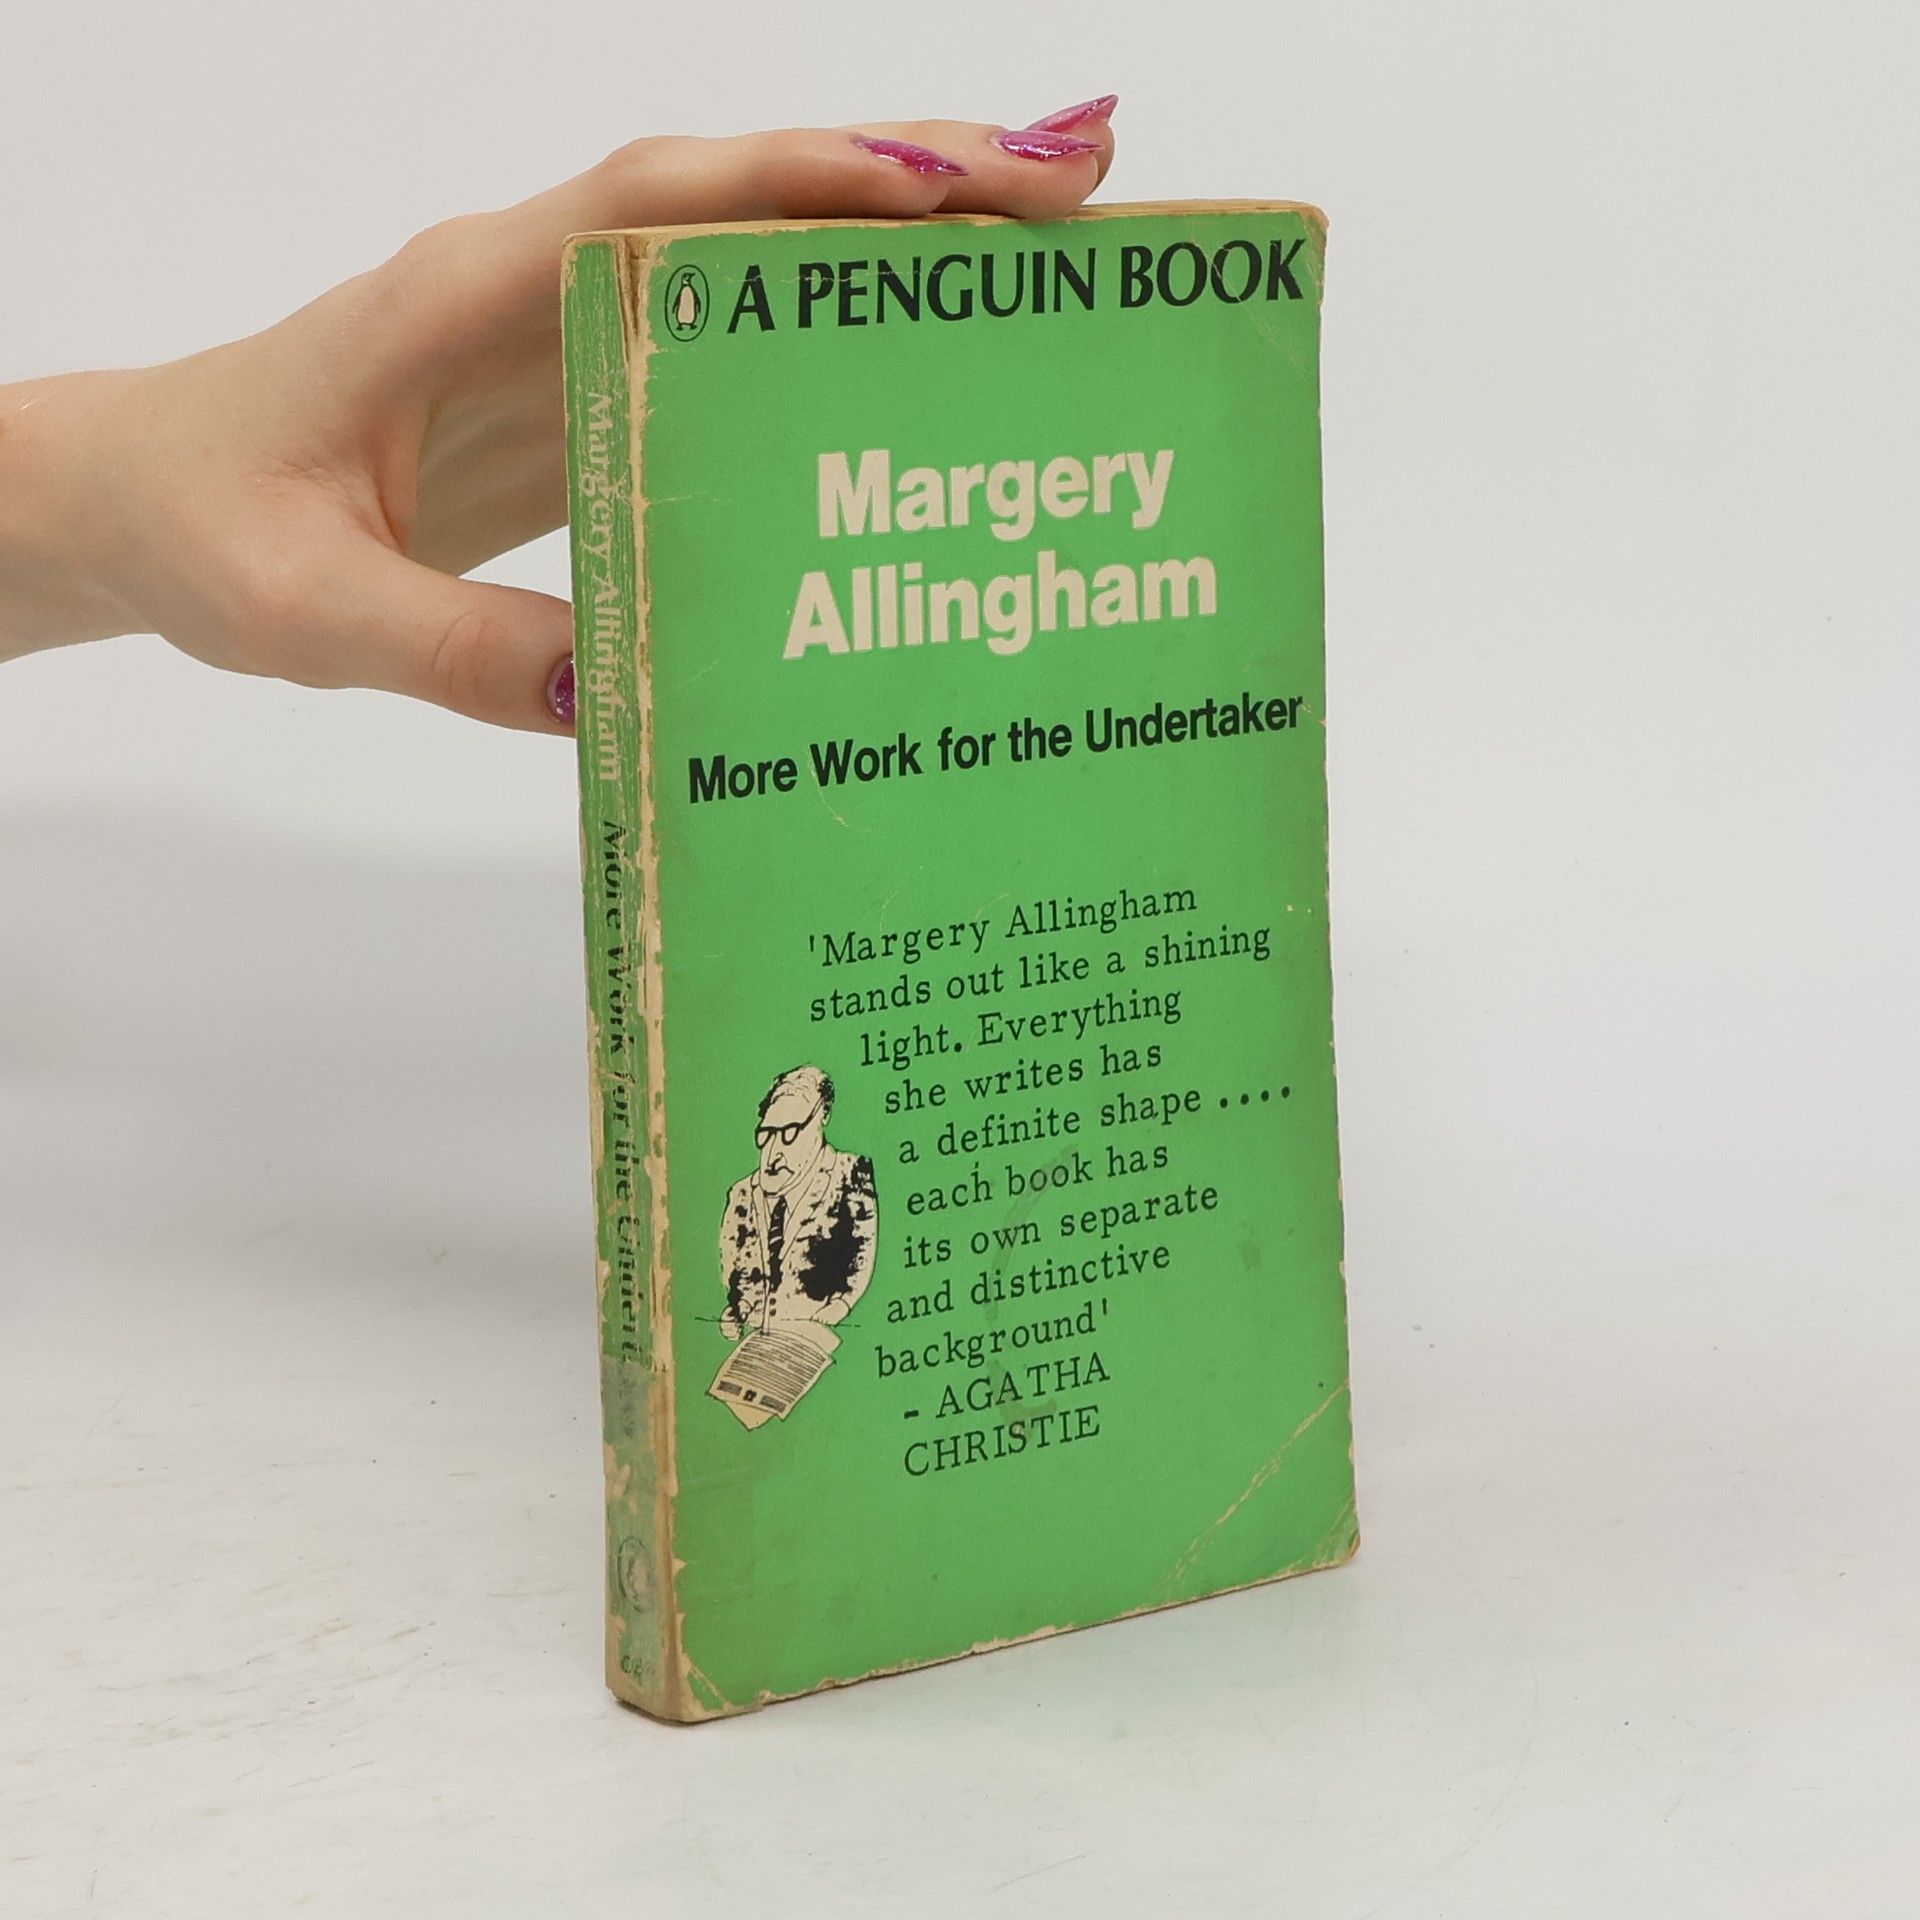 A PENGUIN BOOK
Margery
Allingham
More Work for the Undertaker
'Margery Allingham
stands out like a shining
light. Everything
she writes has
a definite shape ....
each book has
its own separate
and distinctive
background'
- AGATHA
CHRISTIE
Margery Allingham More Work for the